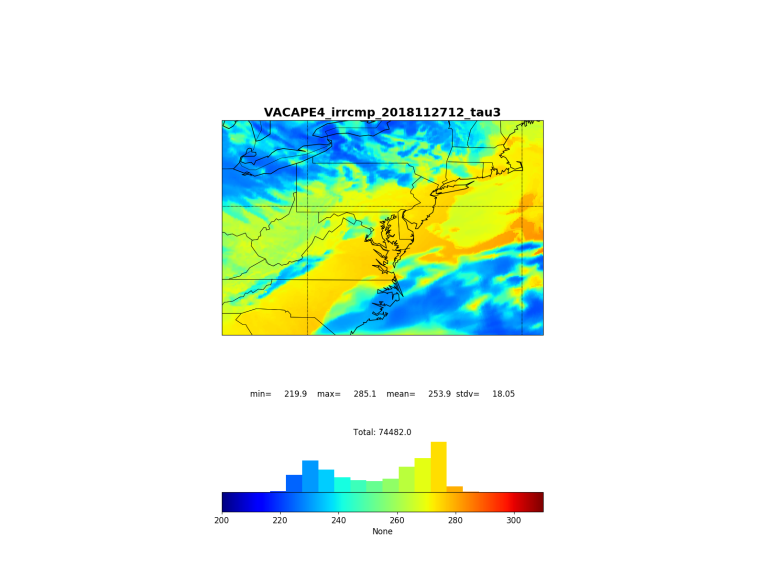 VACAPE4_irrcmp_2018112712_tau3
min= 219.9 max= 285.1 mean= 253.9 stdv= 18.05
Total: 74482.0
200 220 240 260 280 300
None